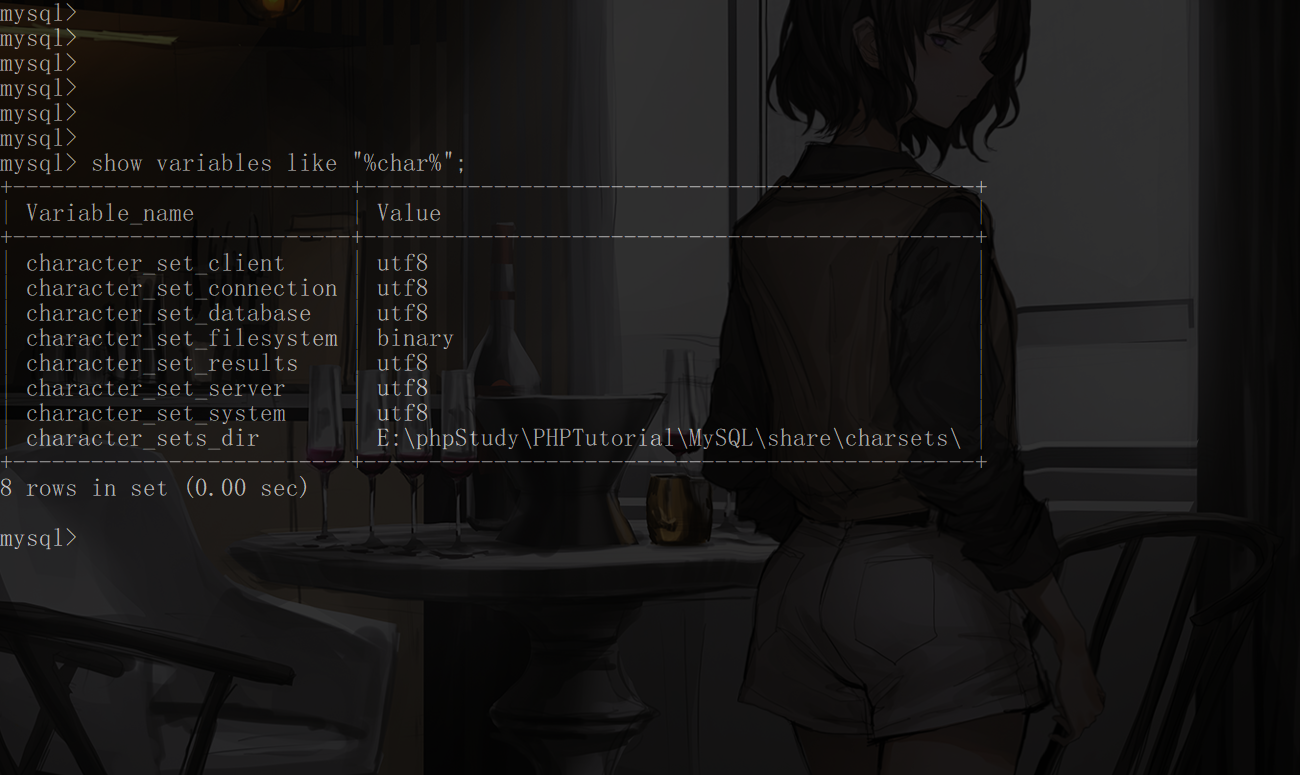 mysql>
mysql>
mysql>
mysql>
mysql>
mysql>
mysql> show variables like "%char%";
+--------------------------+-----------------------------------------------+
| Variable_name | Value |
+--------------------------+-----------------------------------------------+
| character_set_client | utf8
| character_set_connection | utf8
| character_set_database | utf8
| character_set_filesystem | binary
| character_set_results | utf8
| character_set_server | utf8
| character_set_system | utf8
| character_sets_dir | E:\phpStudy\PHPTutorial\MySQL\share\charsets\ |
+--------------------------+-----------------------------------------------+
8 rows in set (0.00 sec)
mysql>